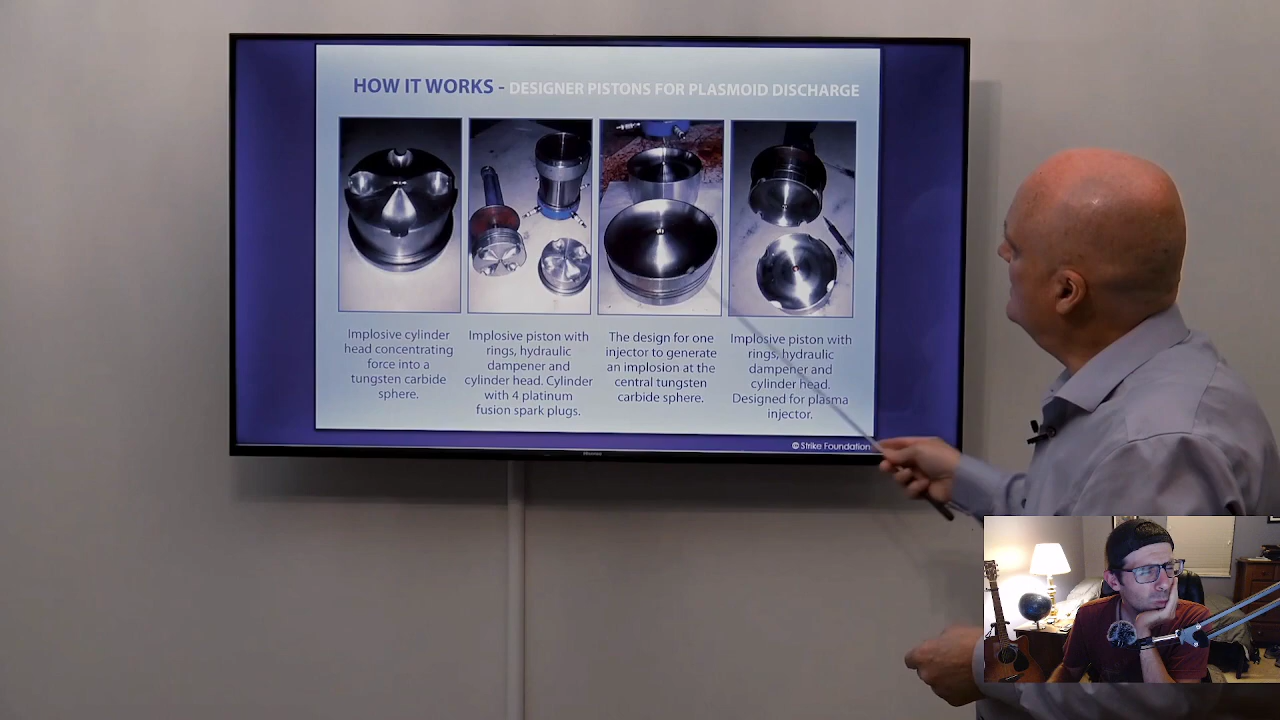 HOW IT WORKS - DESIGNER PISTONS FOR PLASMOID DISCHARGE
Implosive cylinder
head concentrating
force into a
tungsten carbide
sphere.
Implosive piston with
rings, hydraulic
dampener and
cylinder head. Cylinder
with 4 platinum
fusion spark plugs.
The design for one
injector to generate
an implosion at the
central tungsten
carbide sphere.
Implosive piston with
rings, hydraulic
dampener and
cylinder head.
Designed for plasma
injector.
© Strike Foundation
Hisense